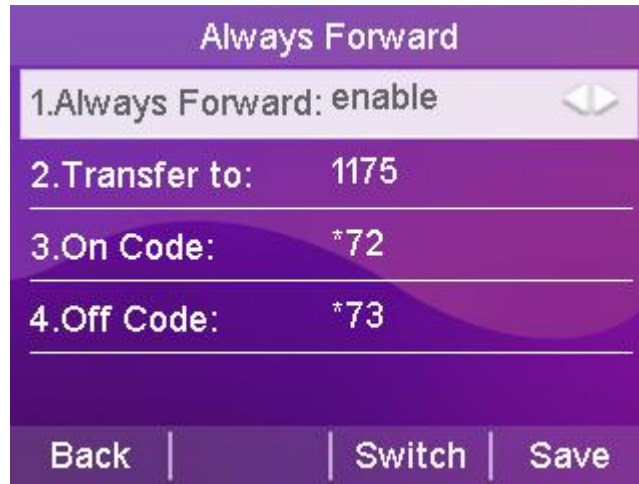 Always Forward
1.Always Forward: enable
2.Transfer to: 1175
3.On Code: *72
4.Off Code: *73
Back Switch Save